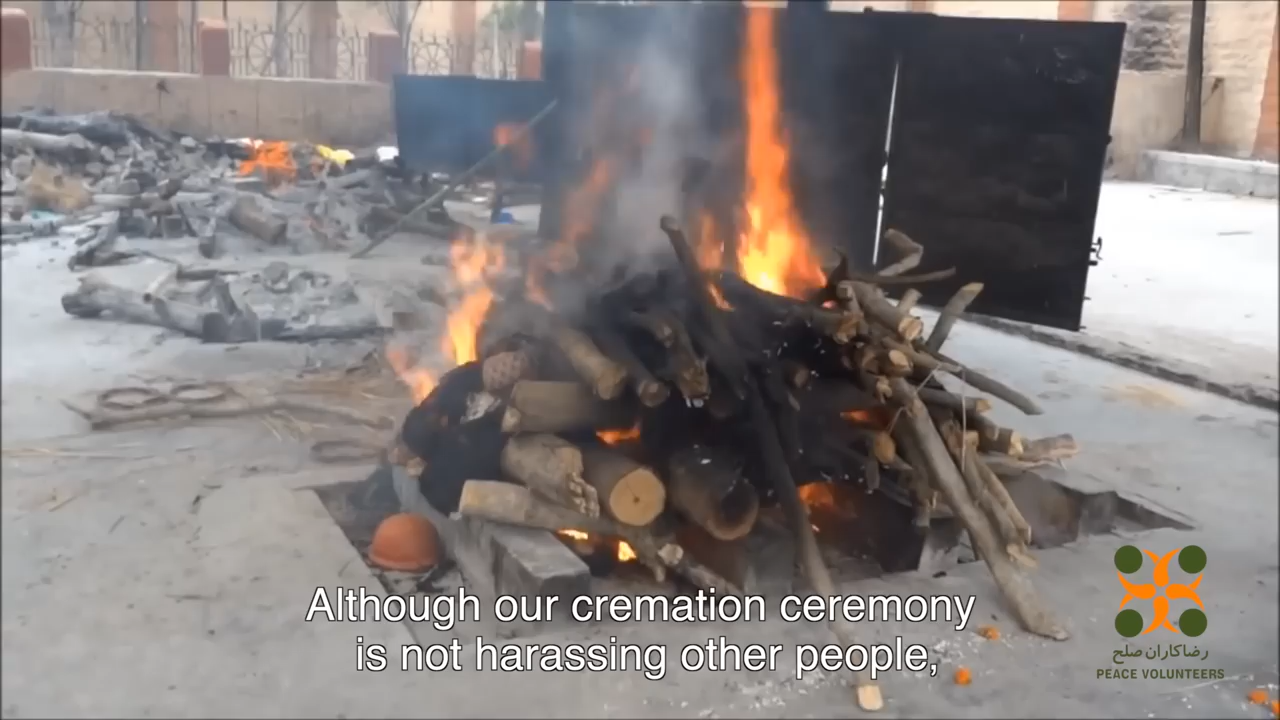 Although our cremation ceremony
is not harassing other people,
رضاکاران صلح
PEACE VOLUNTEERS